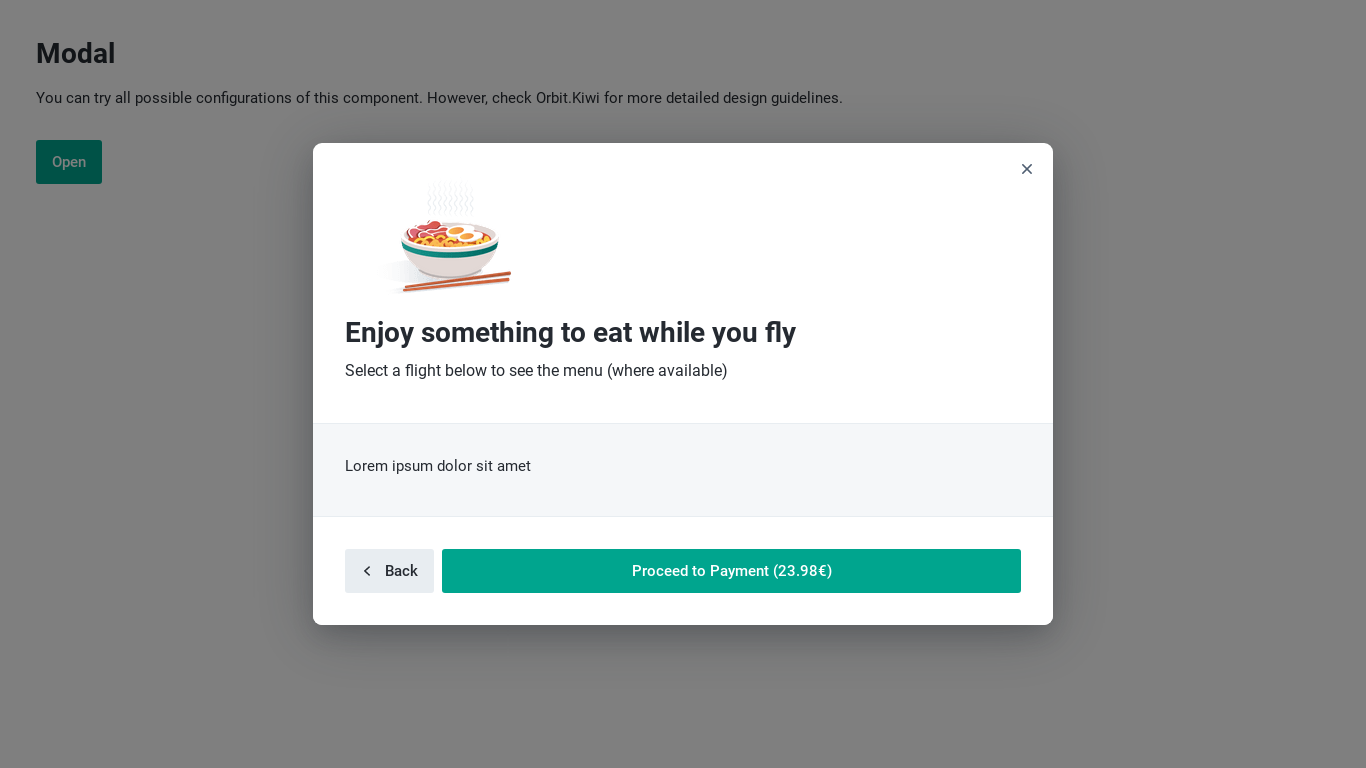 Modal
You can try all possible configurations of this component. However, check Orbit.Kiwi for more detailed design guidelines.
Open
Enjoy something to eat while you fly
Select a flight below to see the menu (where available)
Lorem ipsum dolor sit amet
Back
Proceed to Payment (23.98€)